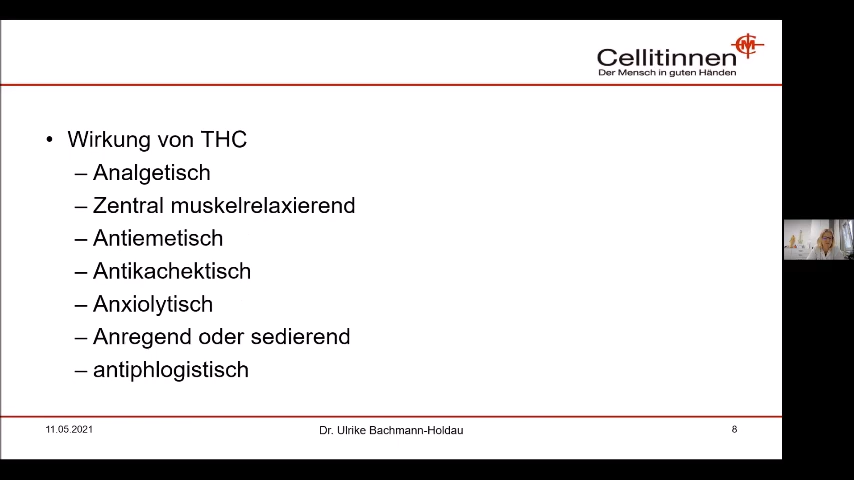 Cellitinnen
Der Mensch in guten Händen
• Wirkung von THC
– Analgetisch
– Zentral muskelrelaxierend
– Antiemetisch
– Antikachektisch
– Anxiolytisch
– Anregend oder sedierend
– antiphlogistisch
11.05.2021
Dr. Ulrike Bachmann-Holdau
8